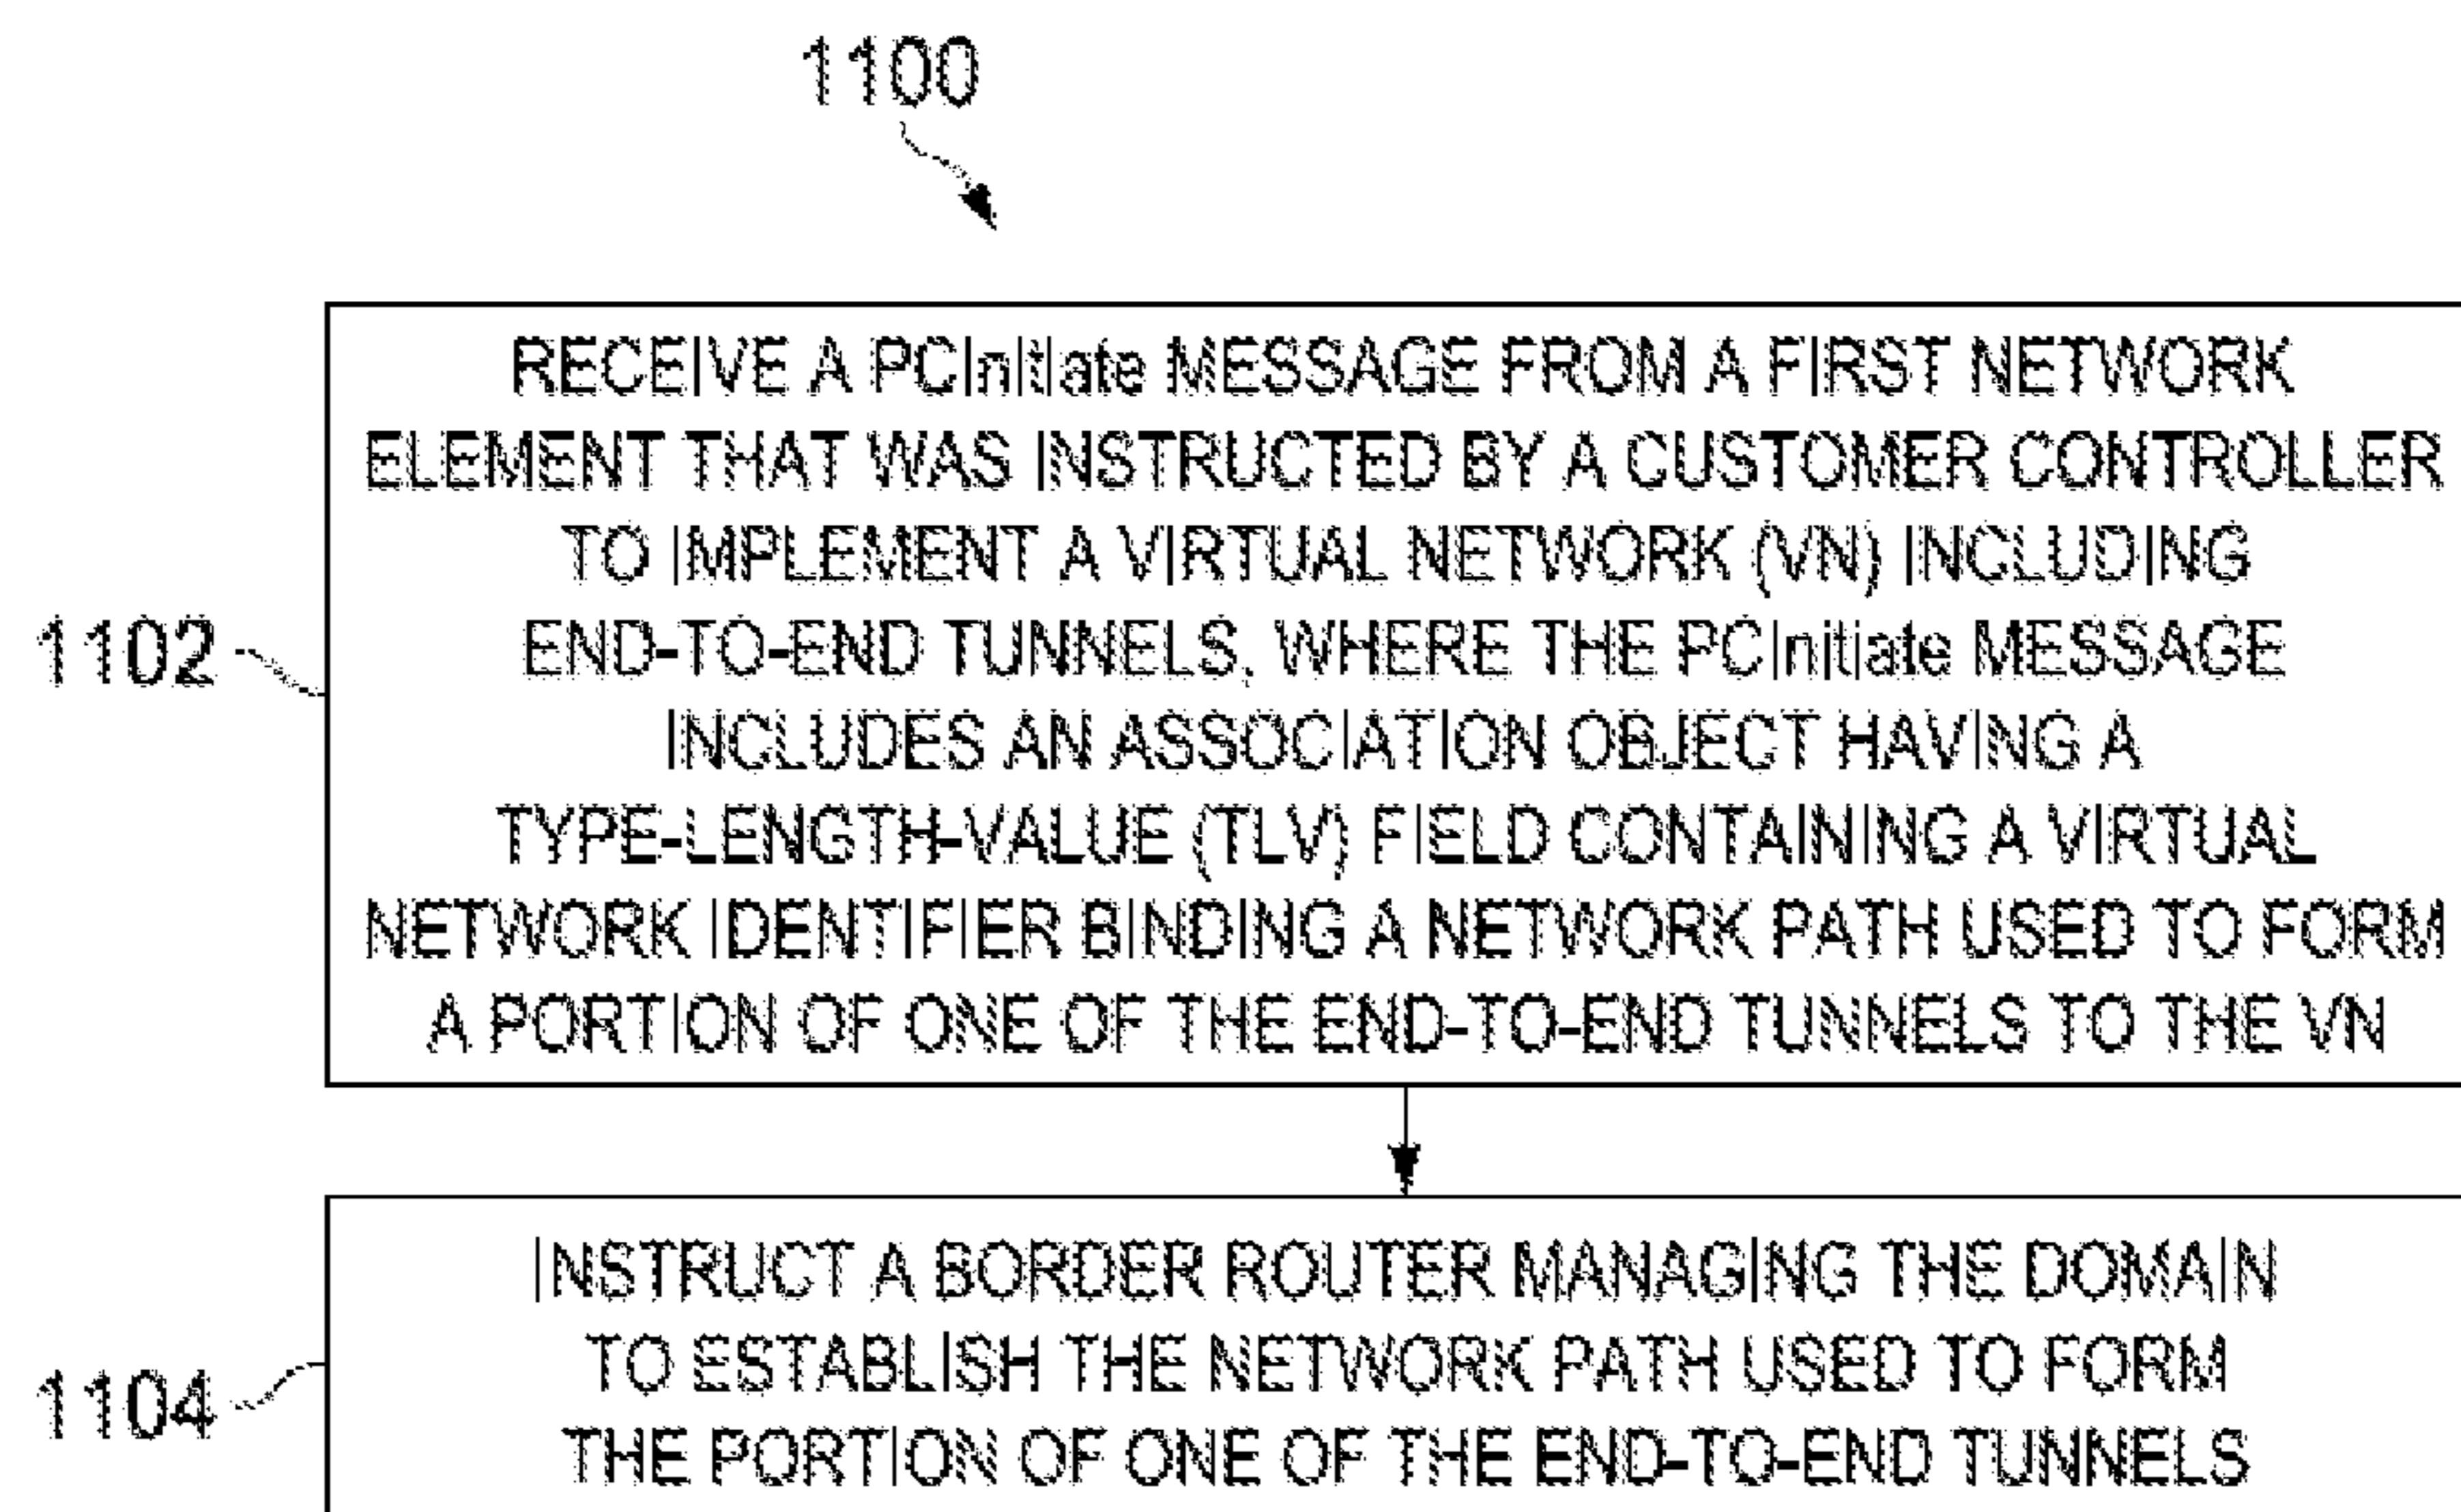 1100
RECEIVE A PCInitiate MESSAGE FROM A FIRST NETWORK
ELEMENT THAT WAS INSTRUCTED BY A CUSTOMER CONTROLLER
TO IMPLEMENT A VIRTUAL NETWORK (VN) INCLUDING
END-TO-END TUNNELS, WHERE THE PCInitiate MESSAGE
INCLUDES AN ASSOCIATION OBJECT HAVING A
TYPE-LENGTH-VALUE (TLV) FIELD CONTAINING A VIRTUAL
NETWORK IDENTIFIER BINDING A NETWORK PATH USED TO FORM
A PORTION OF ONE OF THE END-TO-END TUNNELS TO THE VN
1102
INSTRUCT A BORDER ROUTER MANAGING THE DOMAIN
TO ESTABLISH THE NETWORK PATH USED TO FORM
THE PORTION OF ONE OF THE END-TO-END TUNNELS
1104